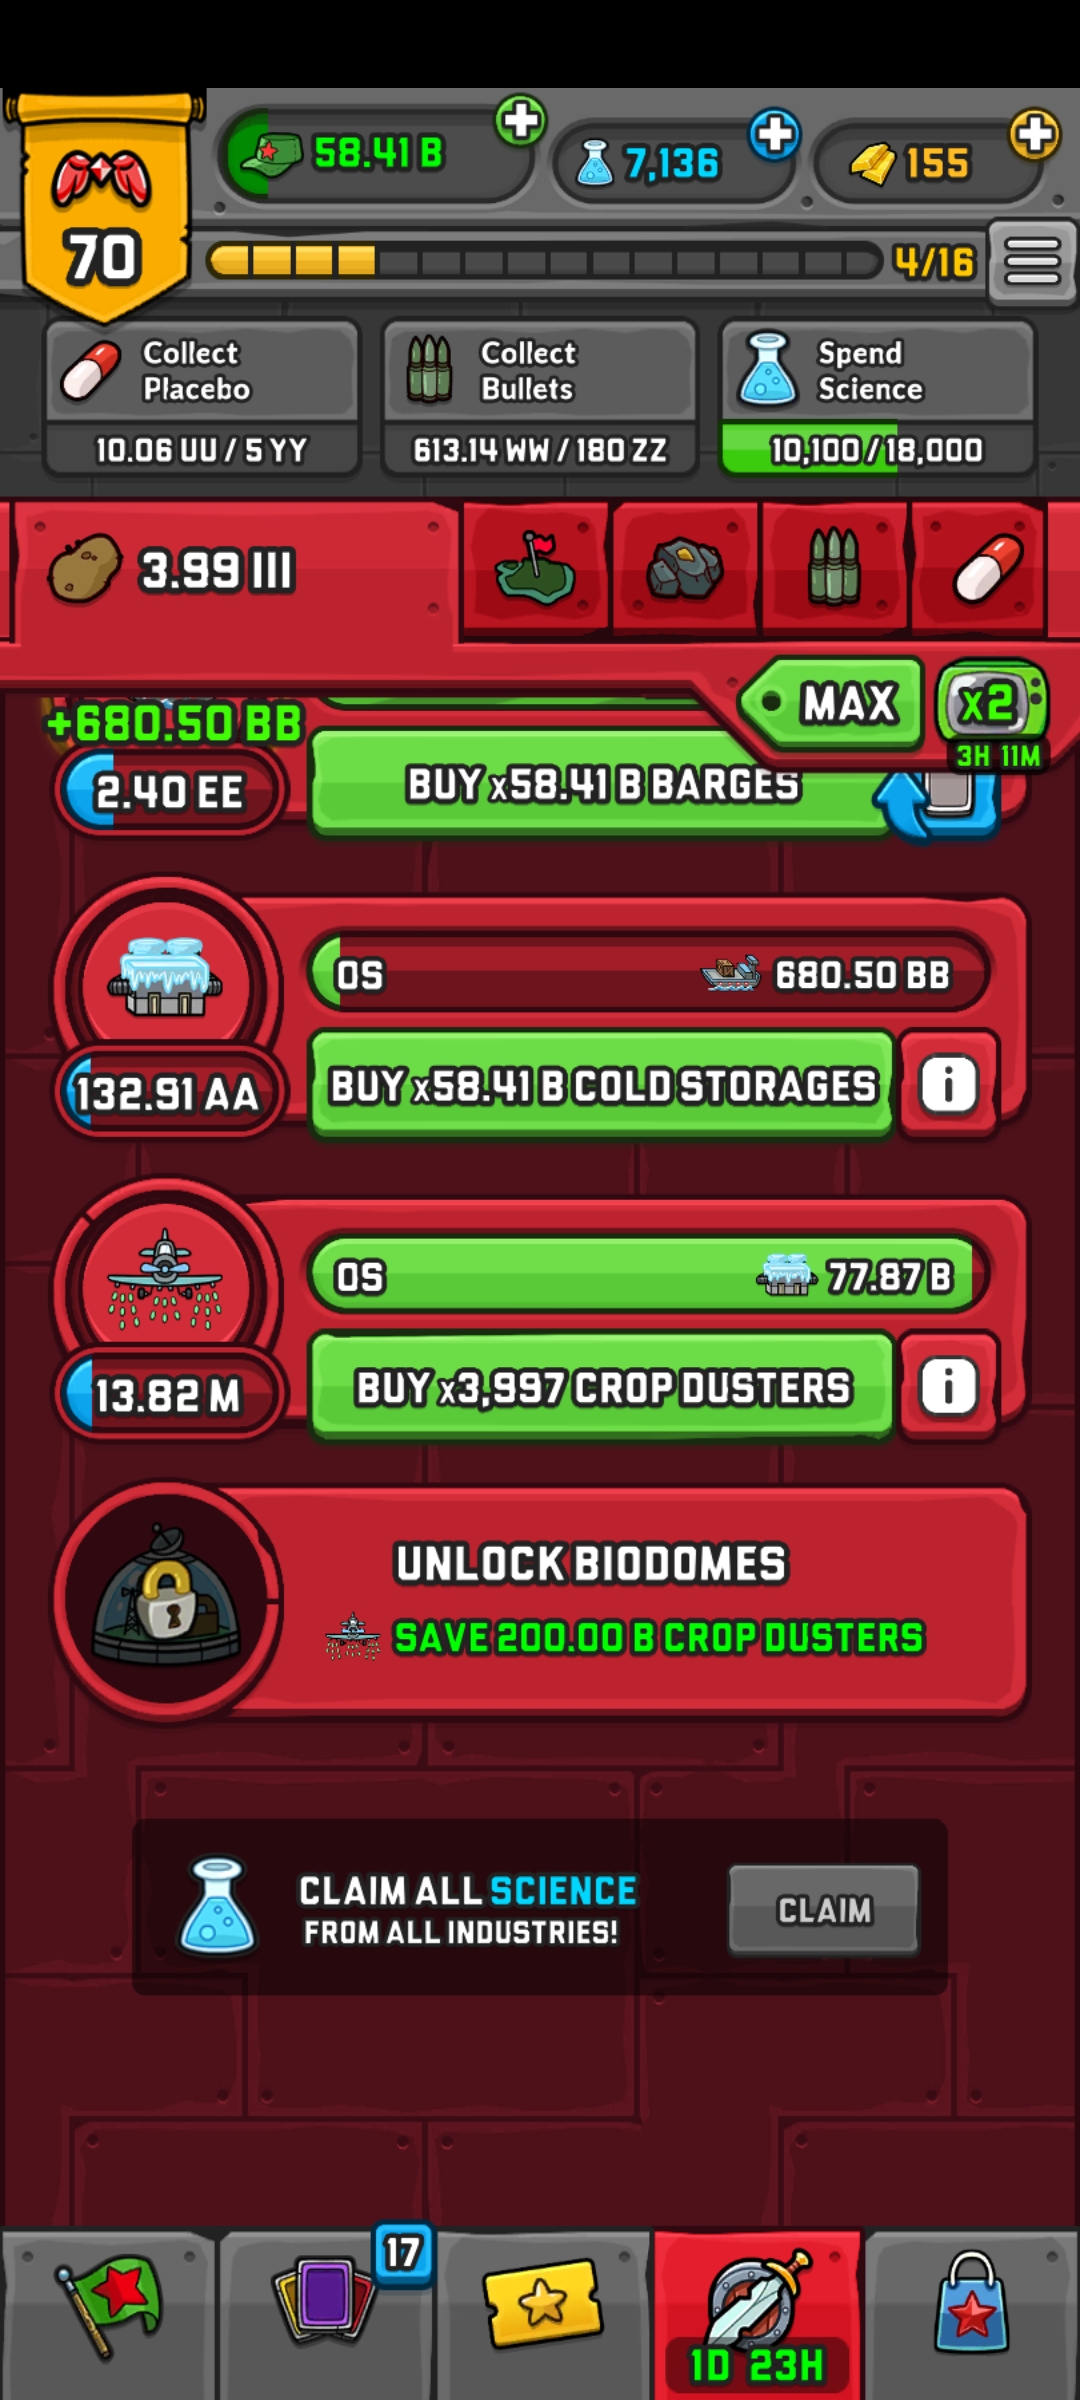 58.41 B
7,136
155
70
4/16
Collect
Placebo
10.06 UU / 5 YY
Collect
Bullets
613.14 WW / 180 ZZ
Spend
Science
10,100 / 18,000
3.99 III
MAX
x2
3H 11M
+680.50 BB
2.40 EE
BUY x58.41 B BARGES
0S
680.50 BB
132.91 AA
BUY x58.41 B COLD STORAGES
i
0S
77.87 B
13.82 M
BUY x3,997 CROP DUSTERS
i
UNLOCK BIODOMES
SAVE 200.00 B CROP DUSTERS
CLAIM ALL SCIENCE
FROM ALL INDUSTRIES!
CLAIM
17
1D 23H